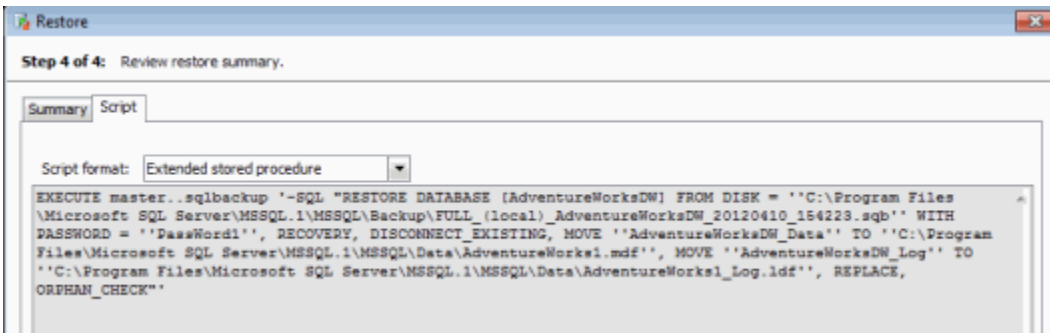 Restore
Step 4 of 4: Review restore summary.
Summary Script
Script format: Extended stored procedure
EXECUTE master..sqlbackup '-SQL "RESTORE DATABASE [AdventureWorksDW] FROM DISK = ''C:\Program Files
\Microsoft SQL Server\MSSQL.1\MSSQL\Backup\FULL_(local)_AdventureWorksDW_20120410_154223.sqb'' WITH
PASSWORD = ''PassWord1'', RECOVERY, DISCONNECT_EXISTING, MOVE ''AdventureWorksDW_Data'' TO ''C:\Program
Files\Microsoft SQL Server\MSSQL.1\MSSQL\Data\AdventureWorks1.mdf'', MOVE ''AdventureWorksDW_Log'' TO
''C:\Program Files\Microsoft SQL Server\MSSQL.1\MSSQL\Data\AdventureWorks1_Log.ldf'', REPLACE,
ORPHAN_CHECK"'